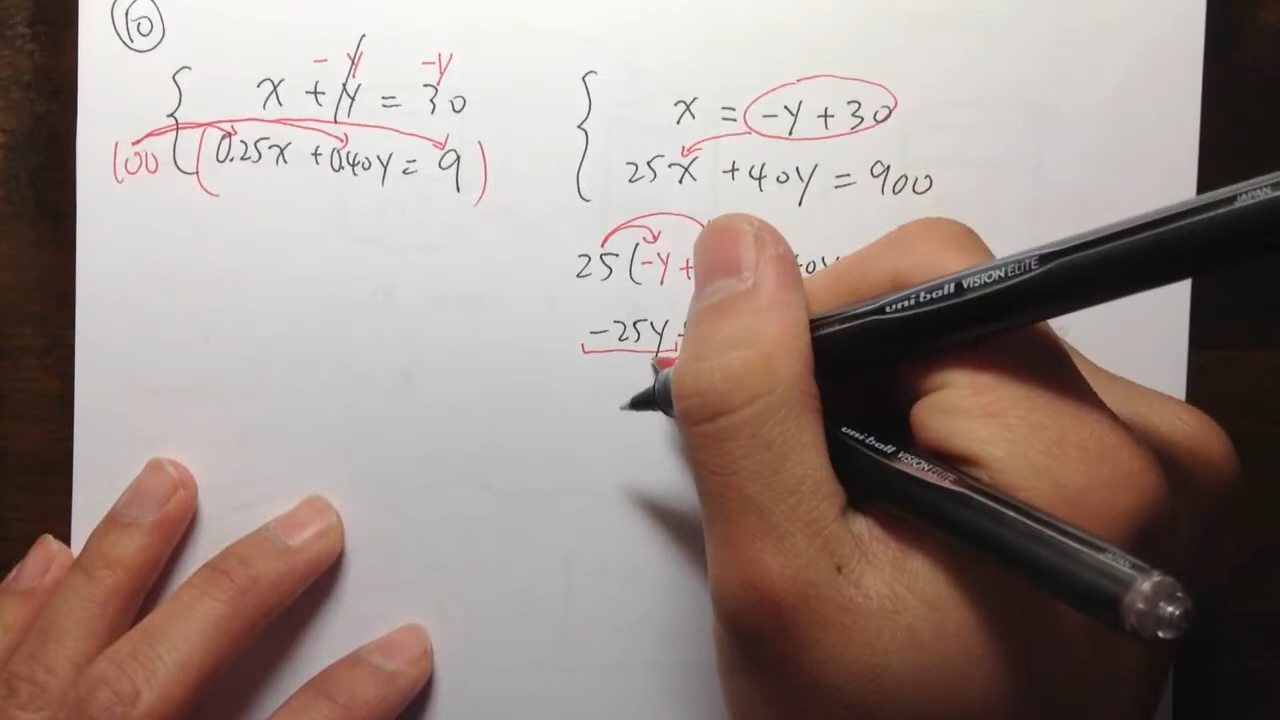 10
- y -y
x + y = 30
100 ( 0.25x + 0.40y = 9 )
x = -y + 30
25x + 40y = 900
25(-y +
-25y
uni-ball VISION ELITE
JAPAN
uni-ball VISION ELITE
JAPAN